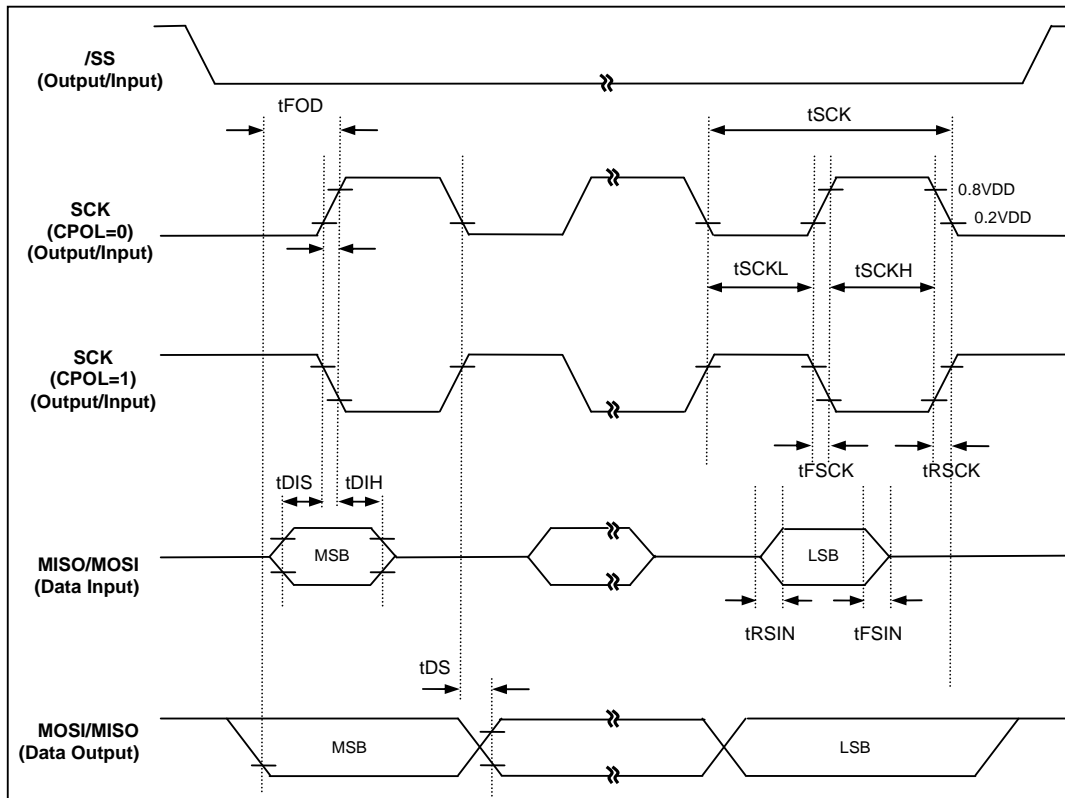 /SS
(Output/Input)
tFOD
tSCK
SCK
(CPOL=0)
(Output/Input)
0.8VDD
0.2VDD
tSCKL
tSCKH
SCK
(CPOL=1)
(Output/Input)
tFSCK
tRSCK
tDIS
tDIH
MISO/MOSI
(Data Input)
MSB
LSB
tRSIN
tFSIN
tDS
MOSI/MISO
(Data Output)
MSB
LSB